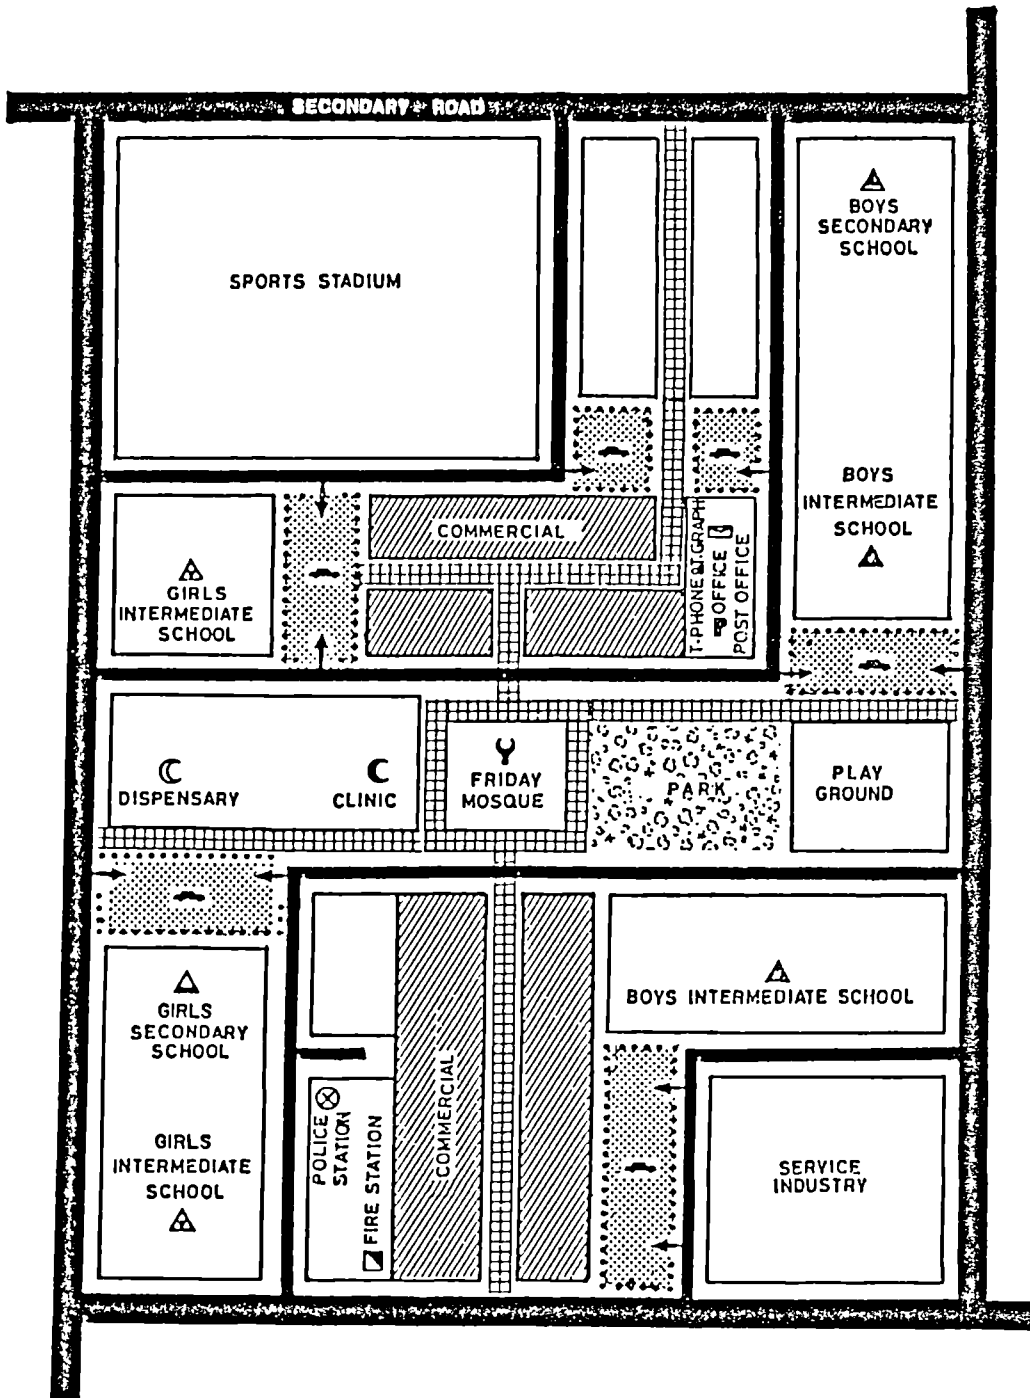 SECONDARY ROAD
SPORTS STADIUM
BOYS
SECONDARY
SCHOOL
BOYS
INTERMEDIATE
SCHOOL
COMMERCIAL
T-PHONE & T.GRAPH
OFFICE
POST OFFICE
GIRLS
INTERMEDIATE
SCHOOL
DISPENSARY
CLINIC
FRIDAY
MOSQUE
PARK
PLAY
GROUND
GIRLS
SECONDARY
SCHOOL
GIRLS
INTERMEDIATE
SCHOOL
POLICE
STATION
FIRE STATION
COMMERCIAL
BOYS INTERMEDIATE SCHOOL
SERVICE
INDUSTRY